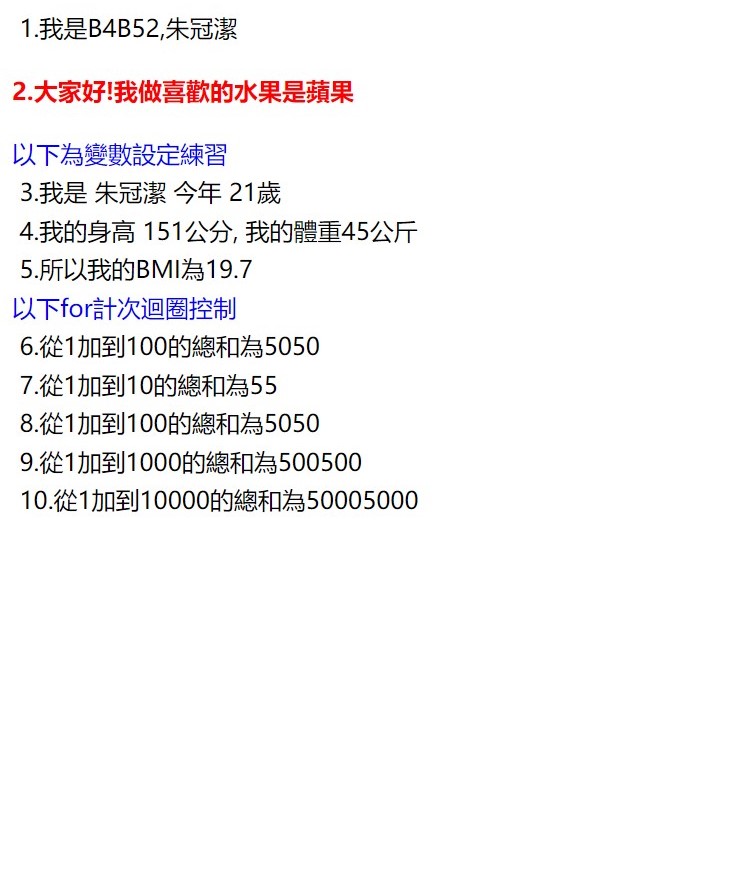 1.我是B4B52,朱冠潔
2.大家好!我做喜歡的水果是蘋果
以下為變數設定練習
3.我是 朱冠潔 今年 21歲
4.我的身高 151公分, 我的體重45公斤
5.所以我的BMI為19.7
以下for計次迴圈控制
6.從1加到100的總和為5050
7.從1加到10的總和為55
8.從1加到100的總和為5050
9.從1加到1000的總和為500500
10.從1加到10000的總和為50005000